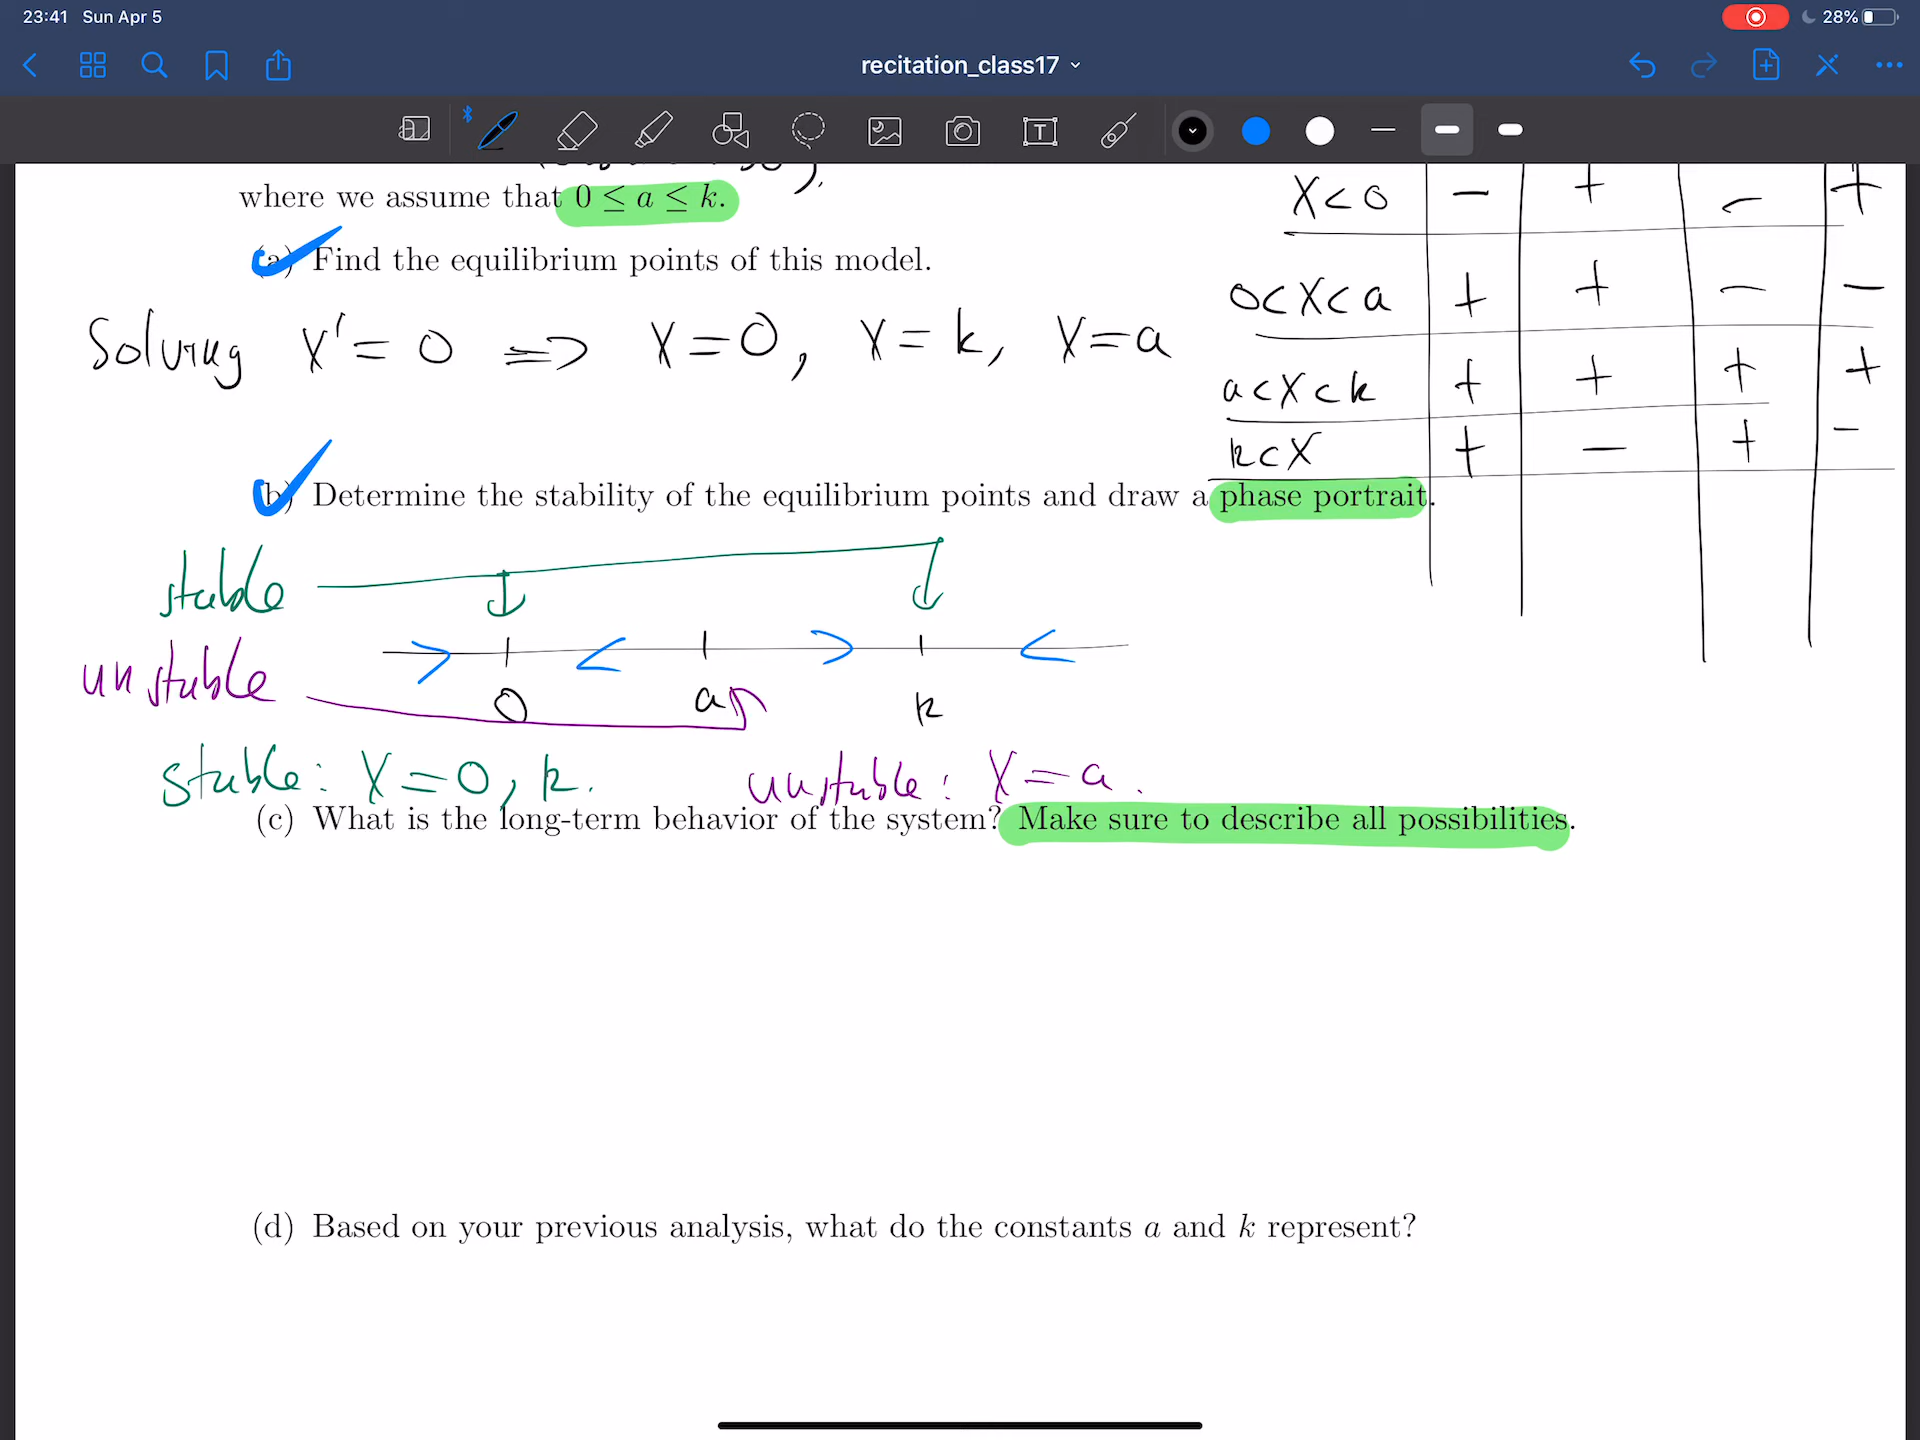 23:41 Sun Apr 5
28%
recitation_class17
where we assume that 0 ≤ a ≤ k.
X<0 | − | + | − | +
(a) Find the equilibrium points of this model.
0<X<a | + | + | − | −
Solving X' = 0 => X=0, X=k, X=a
a<X<k | + | + | + | +
k<X | + | − | + | −
(b) Determine the stability of the equilibrium points and draw a phase portrait.
stable
unstable
0 a k
stable: X=0, k. unstable: X=a.
(c) What is the long-term behavior of the system? Make sure to describe all possibilities.
(d) Based on your previous analysis, what do the constants a and k represent?